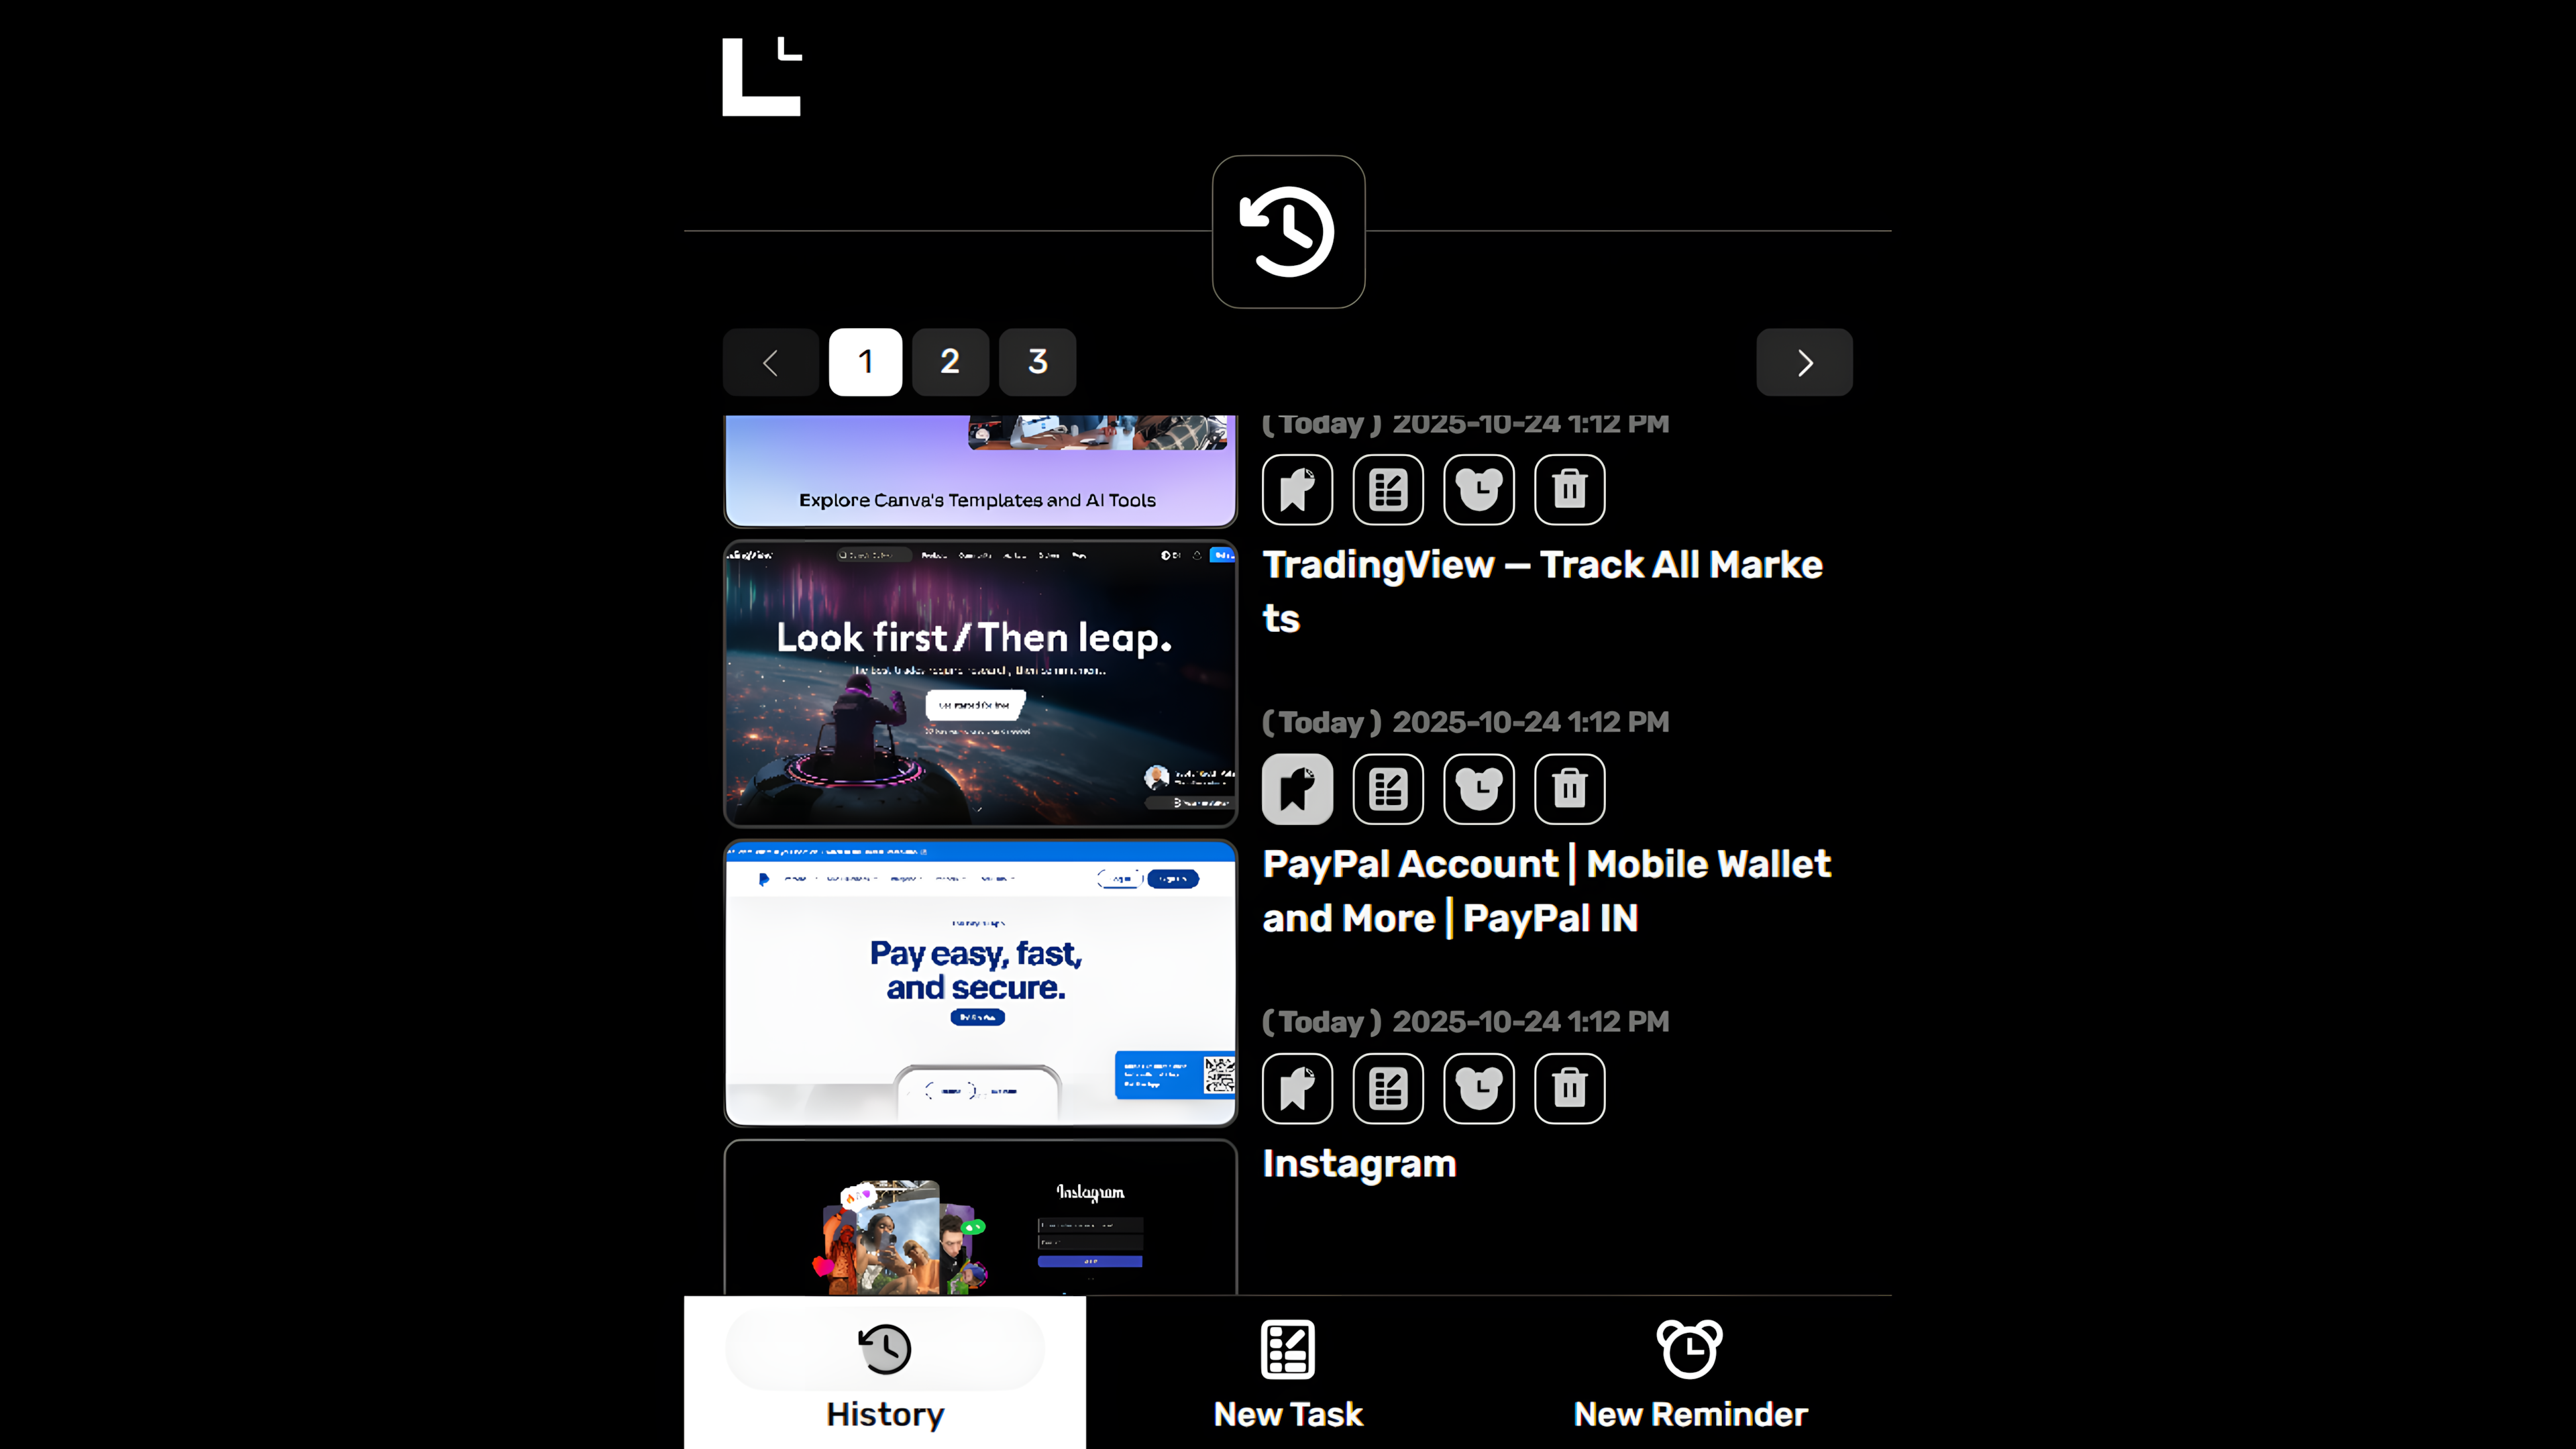 1 2 3
(Today) 2025-10-24 1:12 PM
Explore Canva's Templates and AI Tools
TradingView — Track All Marke
ts
Look first / Then leap.
(Today) 2025-10-24 1:12 PM
PayPal Account | Mobile Wallet
and More | PayPal IN
Pay easy, fast,
and secure.
(Today) 2025-10-24 1:12 PM
Instagram
Instagram
History
New Task
New Reminder